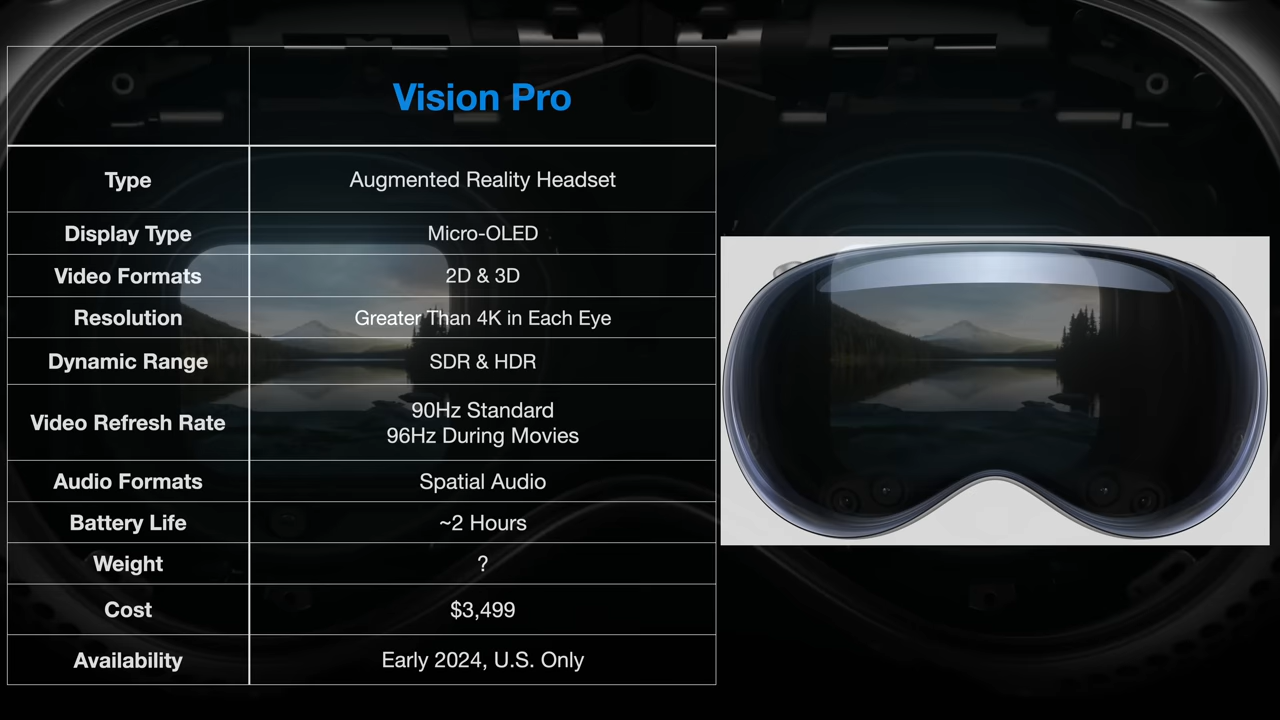 Vision Pro
Type
Augmented Reality Headset
Display Type
Micro-OLED
Video Formats
2D & 3D
Resolution
Greater Than 4K in Each Eye
Dynamic Range
SDR & HDR
Video Refresh Rate
90Hz Standard
96Hz During Movies
Audio Formats
Spatial Audio
Battery Life
~2 Hours
Weight
?
Cost
$3,499
Availability
Early 2024, U.S. Only